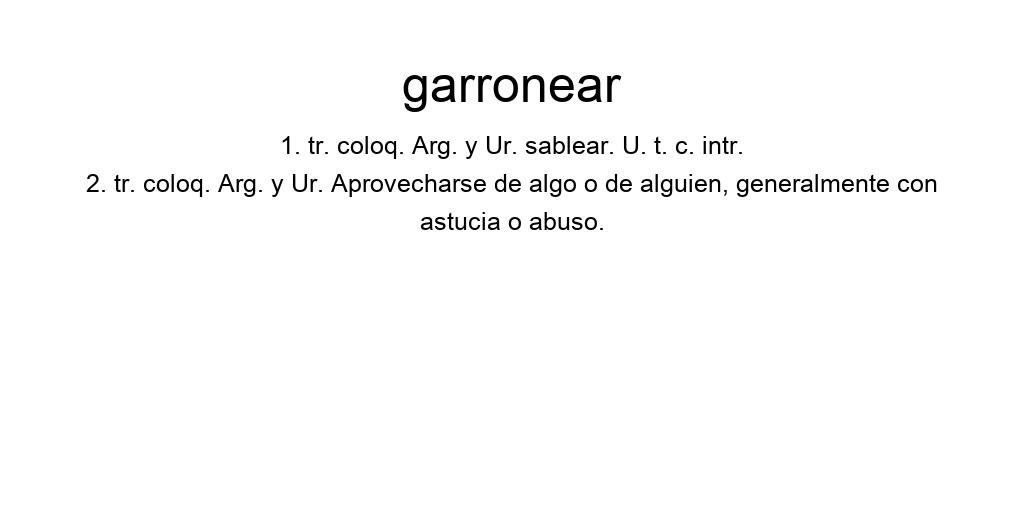 garronear
1. tr. coloq. Arg. y Ur. sablear. U. t. c. intr.
2. tr. coloq. Arg. y Ur. Aprovecharse de algo o de alguien, generalmente con
astucia o abuso.